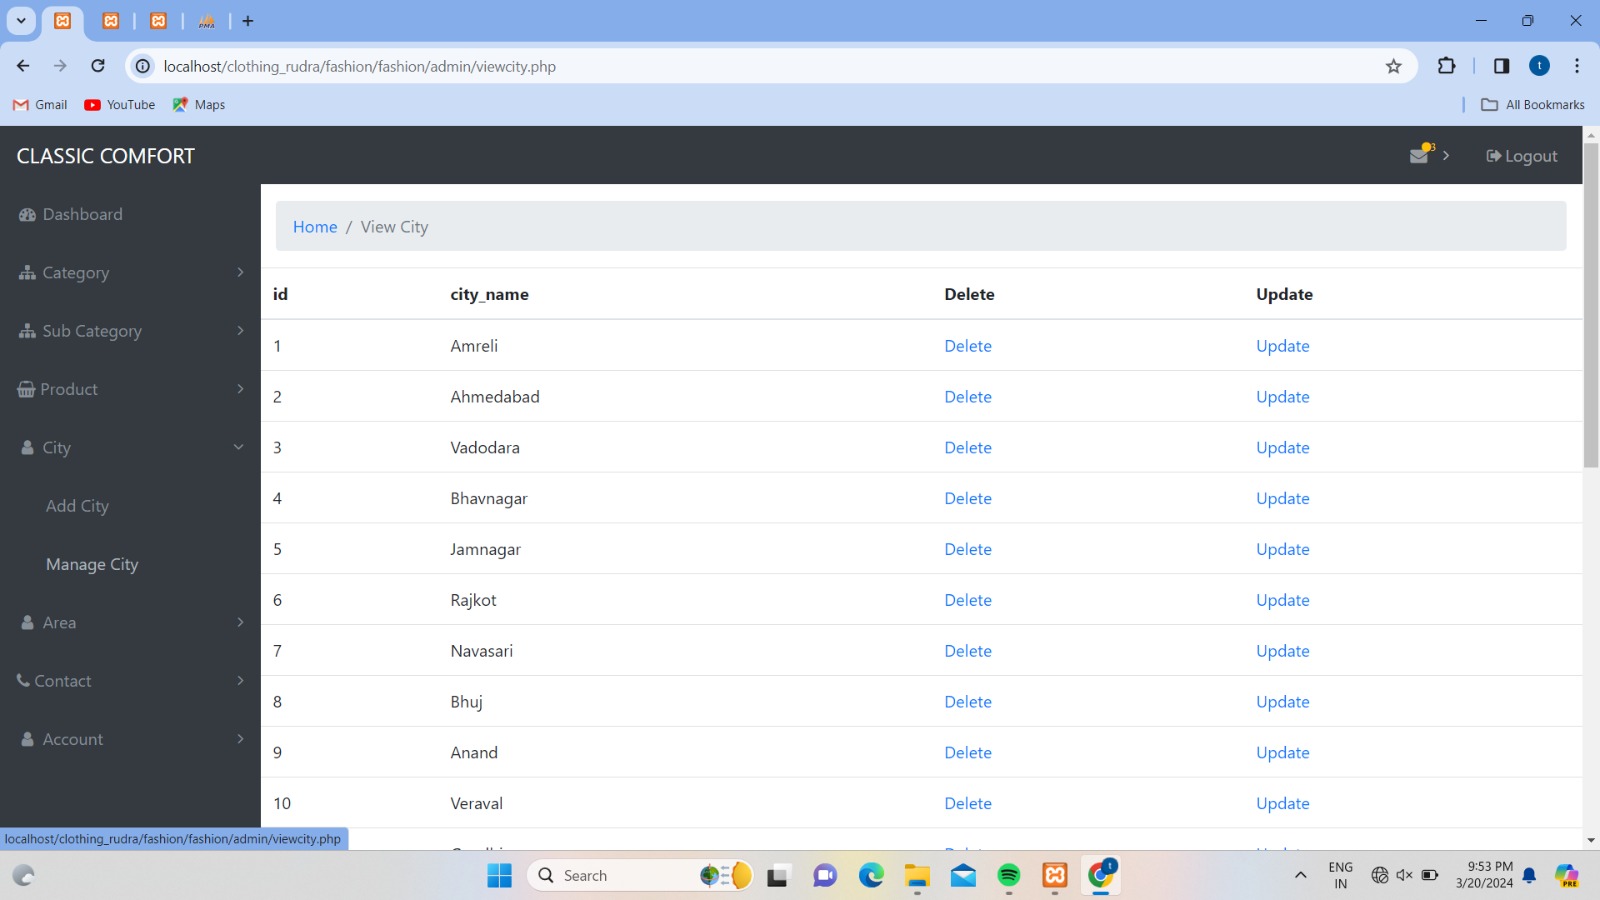 PMA
localhost/clothing_rudra/fashion/fashion/admin/viewcity.php
t
Gmail YouTube Maps All Bookmarks
CLASSIC COMFORT 3 Logout
Dashboard
Category
Sub Category
Product
City
Add City
Manage City
Area
Contact
Account
Home / View City
id city_name Delete Update
1 Amreli Delete Update
2 Ahmedabad Delete Update
3 Vadodara Delete Update
4 Bhavnagar Delete Update
5 Jamnagar Delete Update
6 Rajkot Delete Update
7 Navasari Delete Update
8 Bhuj Delete Update
9 Anand Delete Update
10 Veraval Delete Update
localhost/clothing_rudra/fashion/fashion/admin/viewcity.php
Search
t
ENG
IN
9:53 PM
3/20/2024
PRE